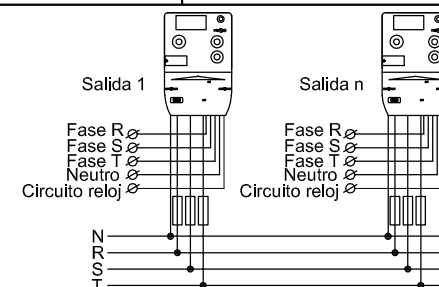 Salida 1
Fase R
Fase S
Fase T
Neutro
Circuito reloj
Salida n
Fase R
Fase S
Fase T
Neutro
Circuito reloj
N
R
S
T